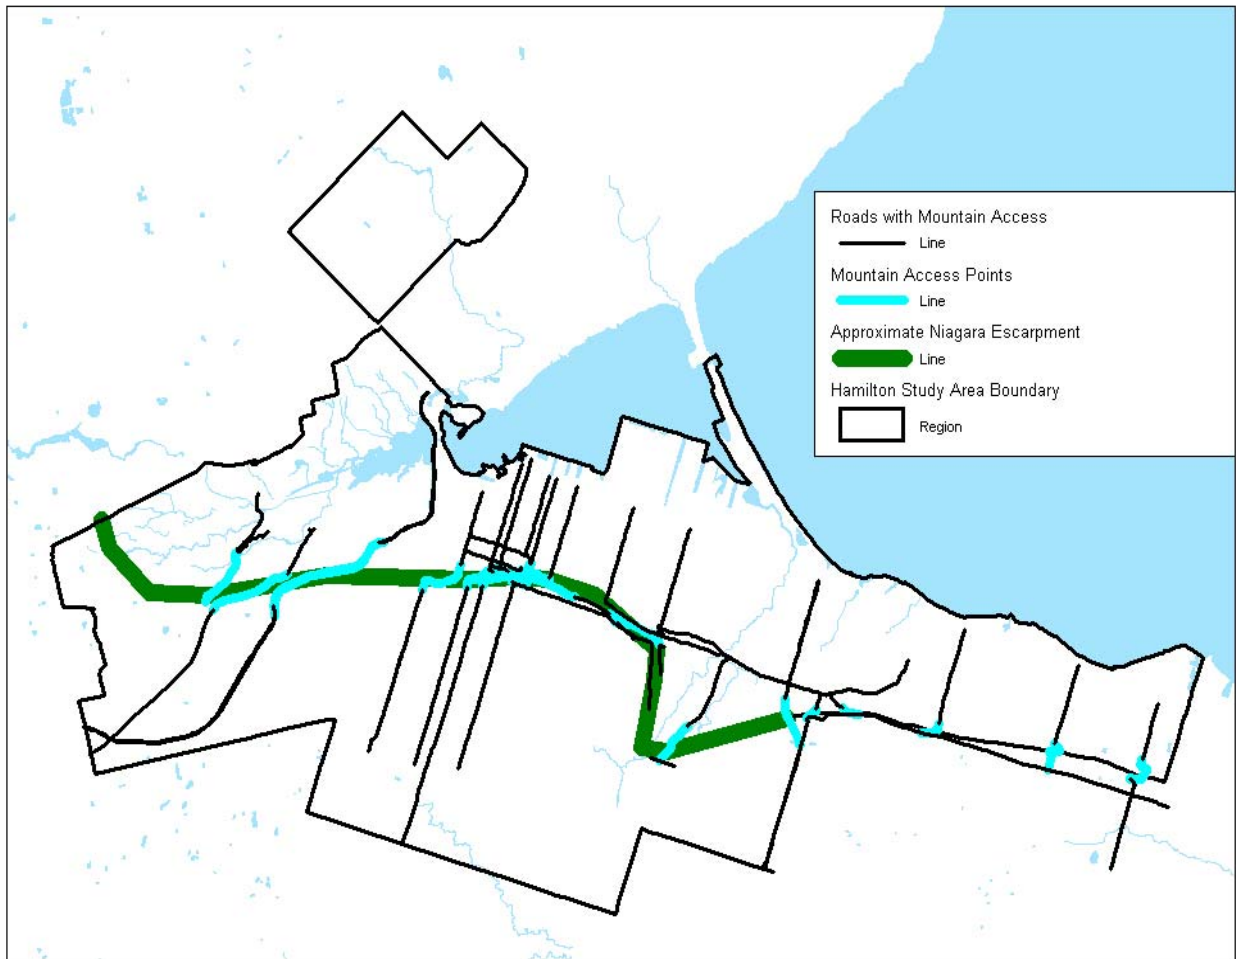 Roads with Mountain Access
Line
Mountain Access Points
Line
Approximate Niagara Escarpment
Line
Hamilton Study Area Boundary
Region